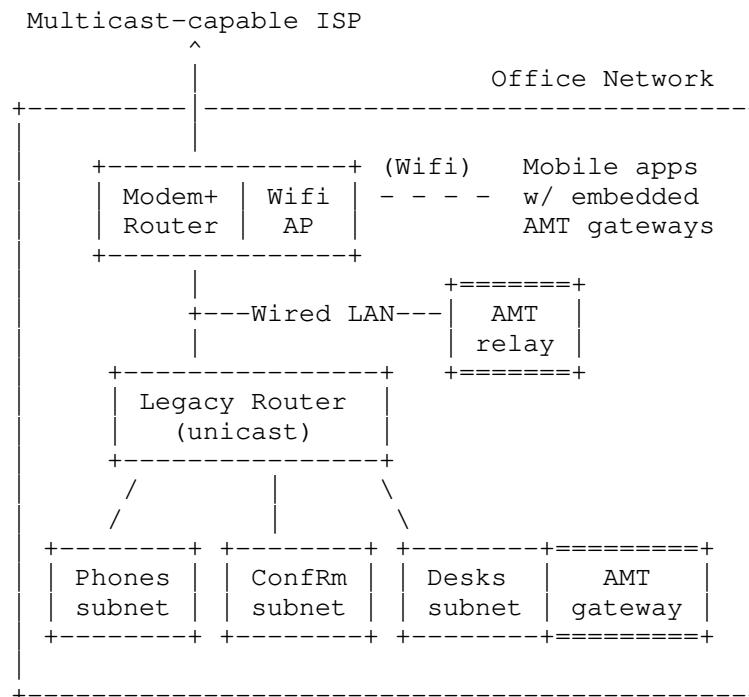 Multicast-capable ISP
Office Network
(Wifi) Mobile apps
Modem+ Wifi - - - - w/ embedded
Router AP AMT gateways
---Wired LAN--- AMT
relay
Legacy Router
(unicast)
Phones ConfRm Desks AMT
subnet subnet subnet gateway